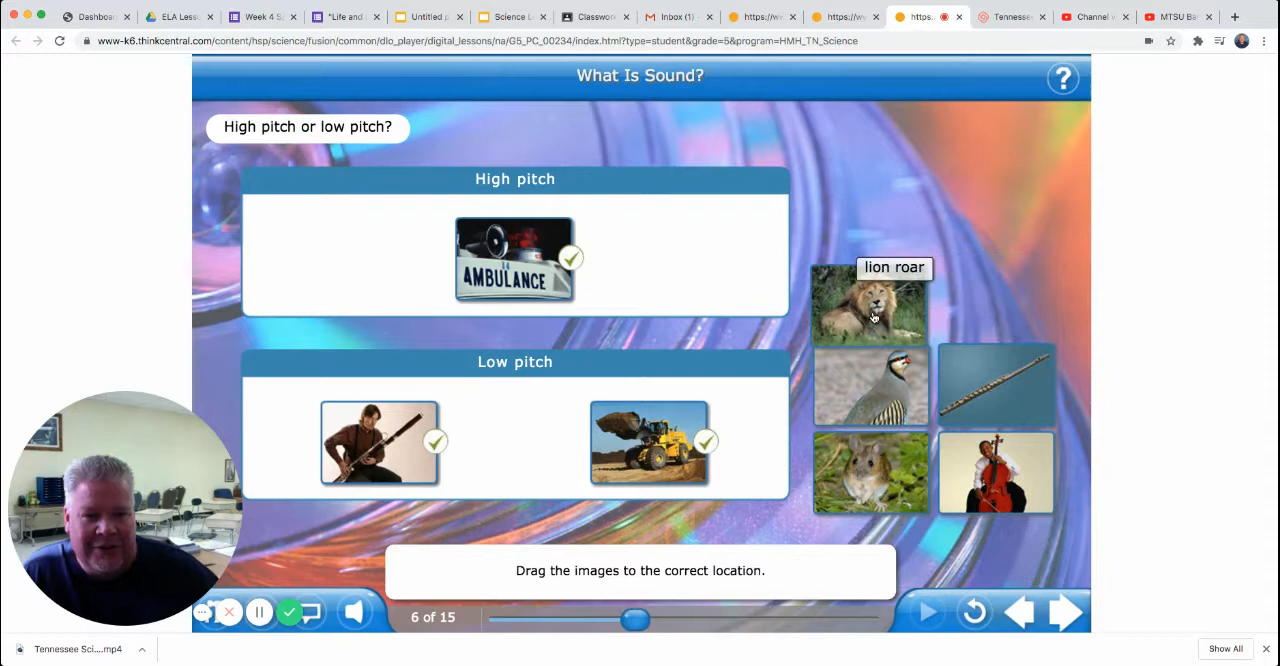 Dashboar
ELA Less
Week 4 S
"Life and
Untitled p
Science L
Classwor
Inbox (1)
https://w
https://w
https:
Tennesse
Channel v
MTSU Ba
www-k6.thinkcentral.com/content/hsp/science/fusion/common/dlo_player/digital_lessons/na/G5_PC_00234/index.html?type=student&grade=5&program=HMH_TN_Science
What Is Sound?
?
High pitch or low pitch?
High pitch
AMBULANCE
lion roar
Low pitch
Drag the images to the correct location.
6 of 15
Tennessee Sci....mp4
Show All